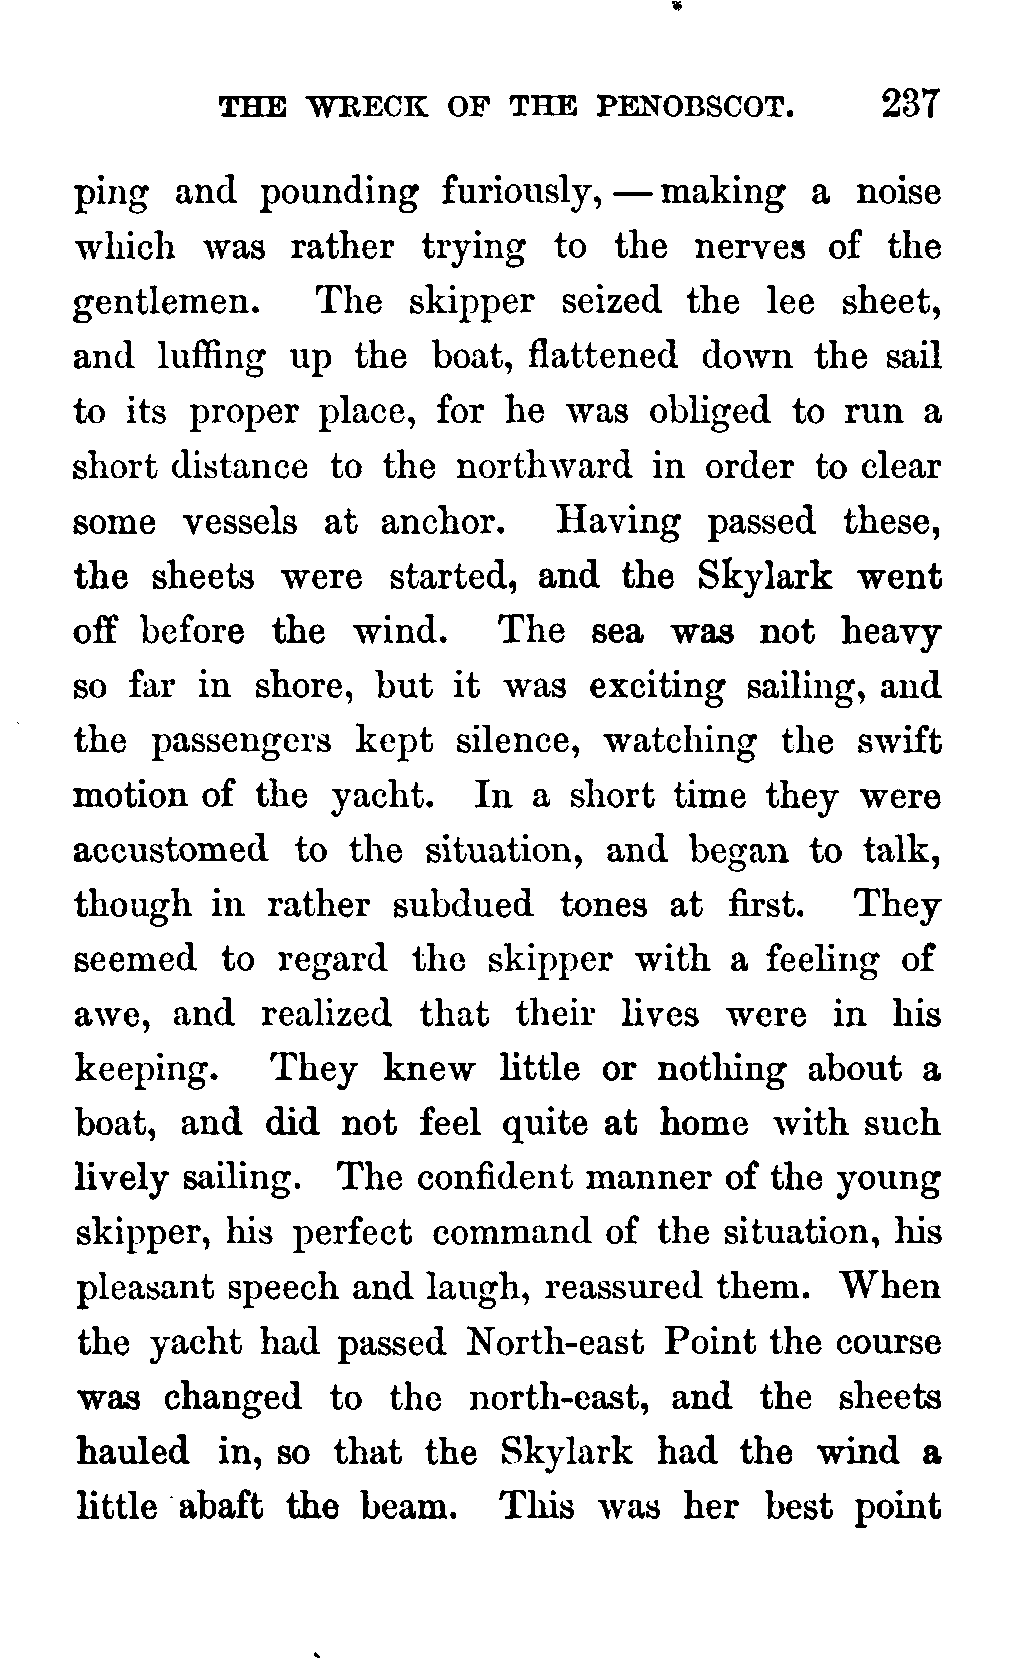 THE WRECK OF THE PENOBSCOT. 237
ping and pounding furiously, — making a noise
which was rather trying to the nerves of the
gentlemen. The skipper seized the lee sheet,
and luffing up the boat, flattened down the sail
to its proper place, for he was obliged to run a
short distance to the northward in order to clear
some vessels at anchor. Having passed these,
the sheets were started, and the Skylark went
off before the wind. The sea was not heavy
so far in shore, but it was exciting sailing, and
the passengers kept silence, watching the swift
motion of the yacht. In a short time they were
accustomed to the situation, and began to talk,
though in rather subdued tones at first. They
seemed to regard the skipper with a feeling of
awe, and realized that their lives were in his
keeping. They knew little or nothing about a
boat, and did not feel quite at home with such
lively sailing. The confident manner of the young
skipper, his perfect command of the situation, his
pleasant speech and laugh, reassured them. When
the yacht had passed North-east Point the course
was changed to the north-east, and the sheets
hauled in, so that the Skylark had the wind a
little abaft the beam. This was her best point